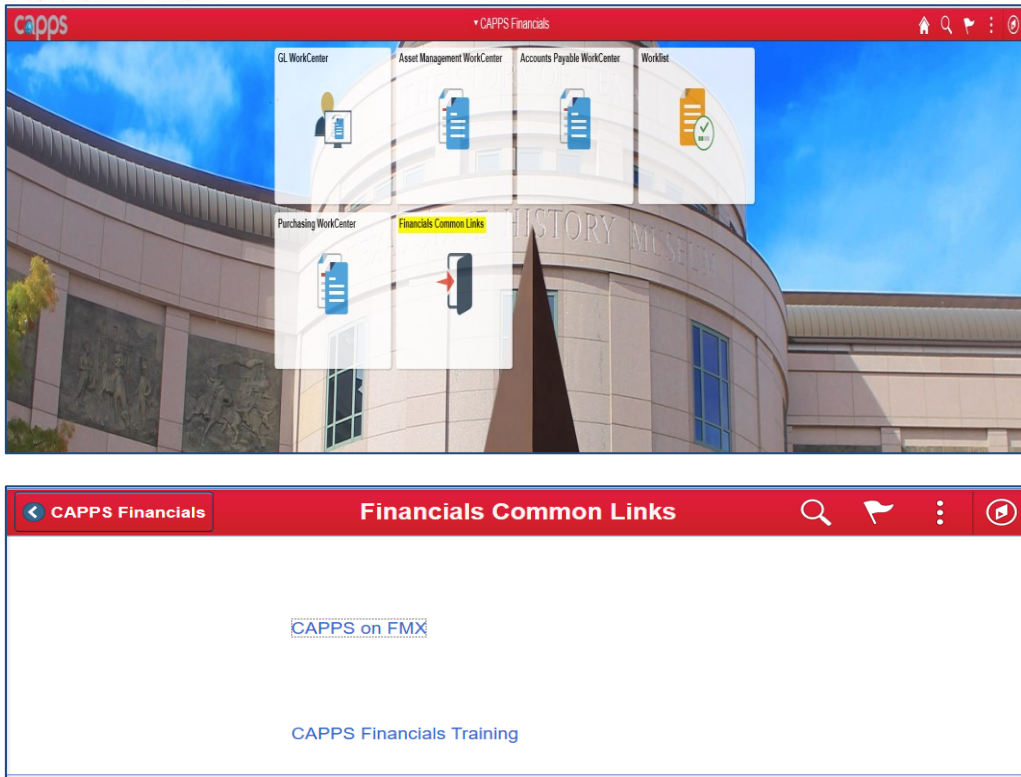 capps
CAPPS Financials
GL WorkCenter
Asset Management WorkCenter
Accounts Payable WorkCenter
Worklist
HISTORY MUSEUM
Purchasing WorkCenter
Financials Common Links
CAPPS Financials
Financials Common Links
CAPPS on FMX
CAPPS Financials Training